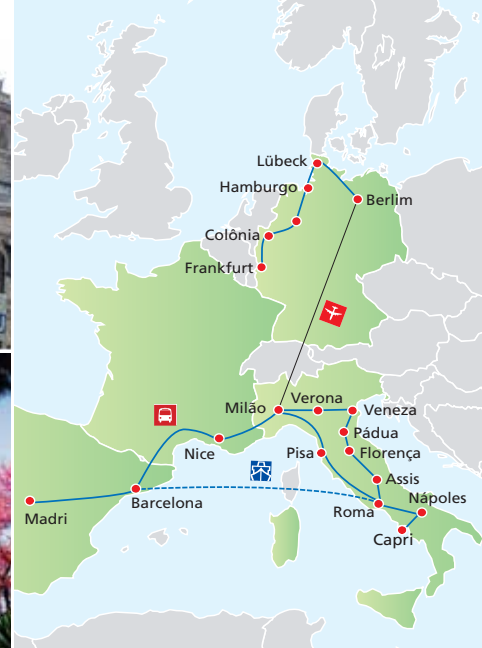 Lübeck
Hamburgo
Berlim
Colônia
Frankfurt
Milão
Verona
Veneza
Pádua
Nice
Pisa
Florença
Assis
Barcelona
Madri
Roma
Nápoles
Capri